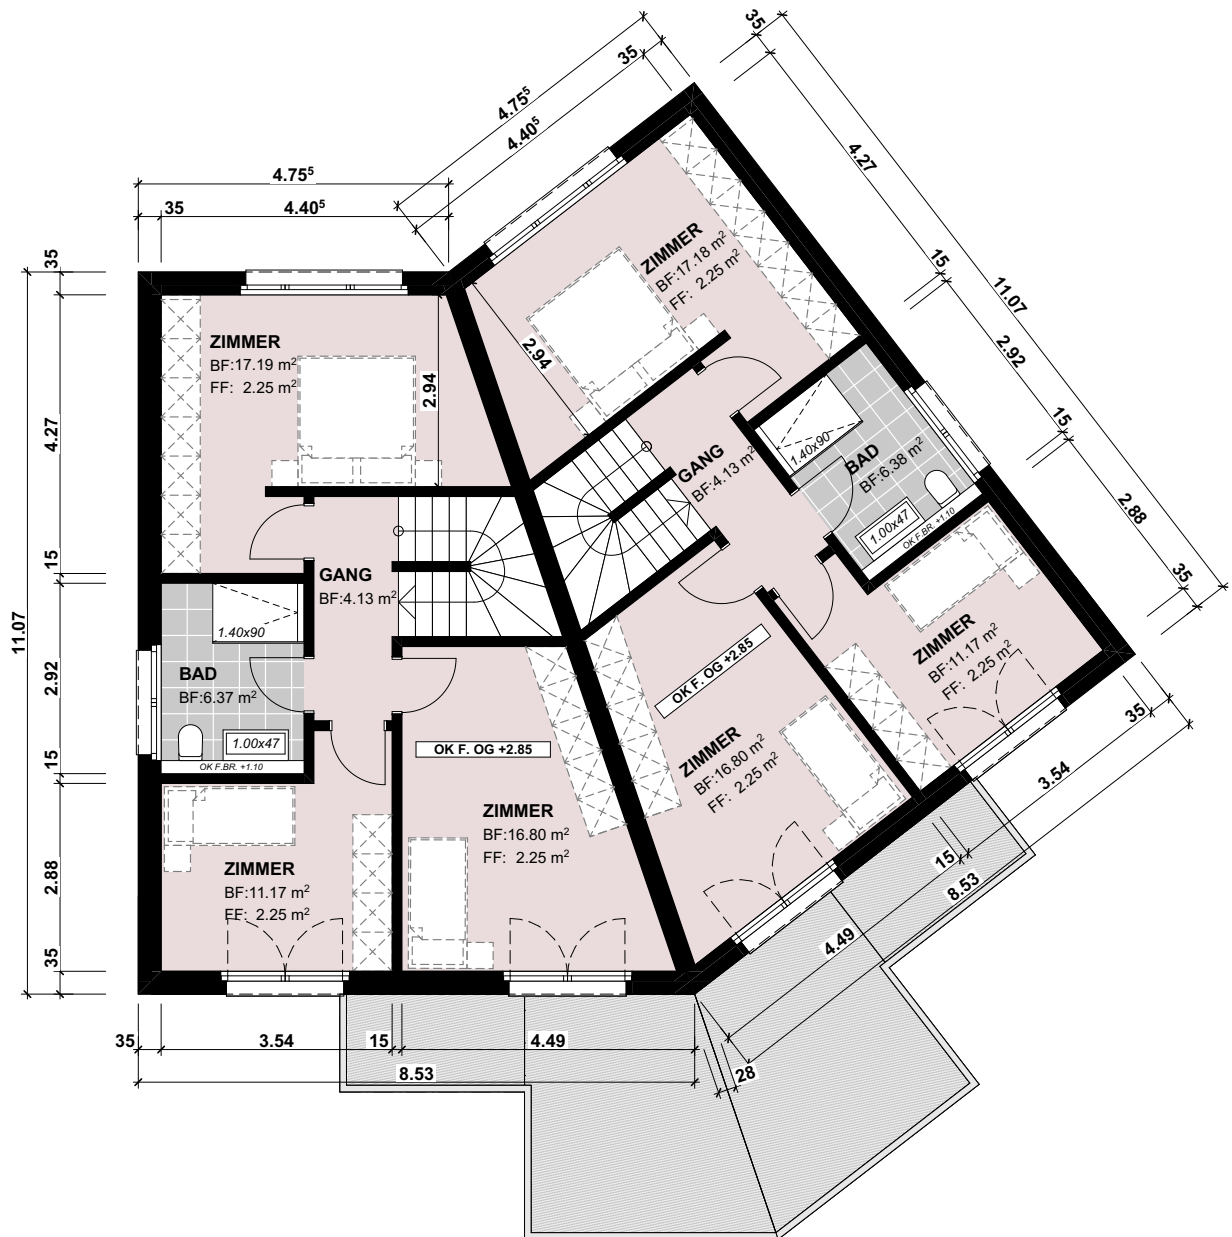 35
4.75⁵
35
4.40⁵
4.27
15
11.07
2.92
15
2.88
35
4.75⁵
35
4.40⁵
35
4.27
15
11.07
2.92
15
2.88
35
ZIMMER
BF:17.18 m²
FF: 2.25 m²
2.94
ZIMMER
BF:17.19 m²
FF: 2.25 m²
2.94
GANG
BF:4.13 m²
1.40x90
BAD
BF:6.38 m²
1.00x47
OK F.BR. +1.10
GANG
BF:4.13 m²
1.40x90
BAD
BF:6.37 m²
1.00x47
OK F.BR. +1.10
ZIMMER
BF:11.17 m²
FF: 2.25 m²
OK F. OG +2.85
ZIMMER
BF:16.80 m²
FF: 2.25 m²
OK F. OG +2.85
ZIMMER
BF:16.80 m²
FF: 2.25 m²
ZIMMER
BF:11.17 m²
FF: 2.25 m²
35
3.54
15
8.53
4.49
28
35
3.54
15
4.49
8.53